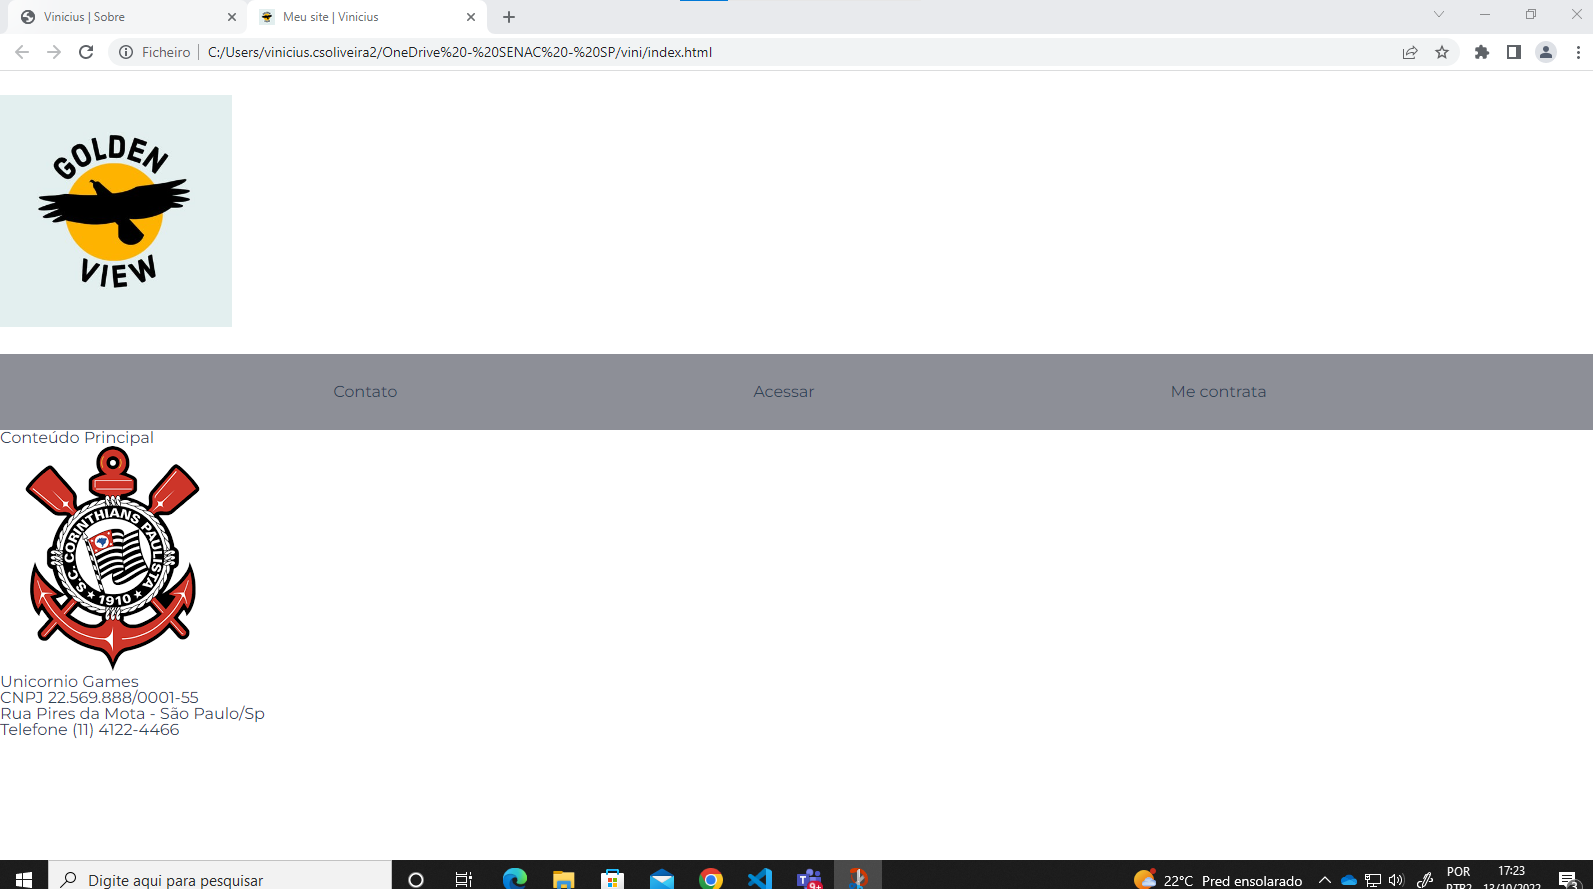 Vinicius | Sobre
Meu site | Vinicius
Ficheiro | C:/Users/vinicius.csoliveira2/OneDrive%20-%20SENAC%20-%20SP/vini/index.html
GOLDEN
VIEW
Contato Acessar Me contrata
Conteúdo Principal
S.C. CORINTHIANS PAULISTA
1910
Unicornio Games
CNPJ 22.569.888/0001-55
Rua Pires da Mota - São Paulo/Sp
Telefone (11) 4122-4466
Digite aqui para pesquisar
9+
22°C Pred ensolarado
POR
PTB2
17:23
13/10/2022